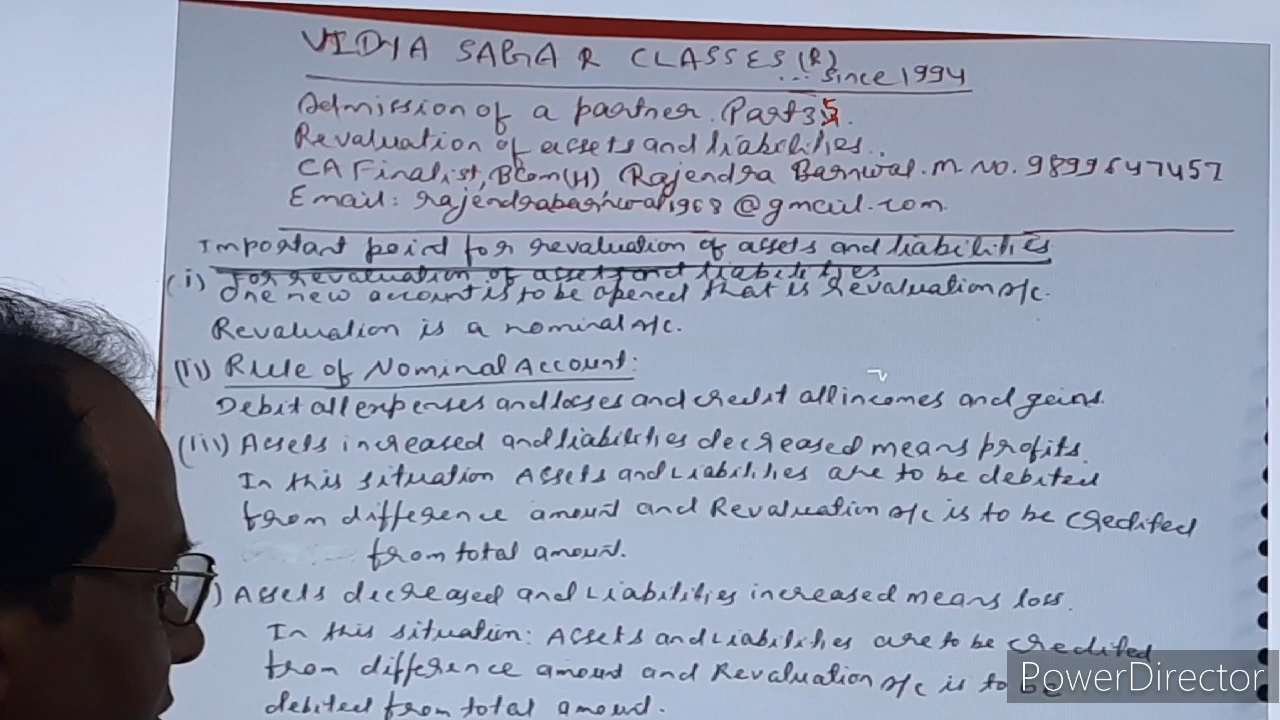 VIDYA SAGAR CLASSES (R)
... Since 1994
Admission of a partner. Part 35.
Revaluation of assets and liabilities.
CA Finalist, BCom(H), Rajendra Barnwal. M. No. 9899647457
Email: rajendrabarnwal1968@gmail.com
Important point for revaluation of assets and liabilities
(i) For revaluation of assets and liabilities
One new account is to be opened that is Revaluation A/c.
Revaluation is a nominal A/c.
(ii) Rule of Nominal Account:
Debit all expenses and losses and credit all incomes and gains.
(iii) Assets increased and liabilities decreased means profits.
In this situation Assets and Liabilities are to be debited
from difference amount and Revaluation A/c is to be credited
from total amount.
) Assets decreased and Liabilities increased means loss.
In this situation: Assets and Liabilities are to be credited
from difference amount and Revaluation A/c is to be
debited from total amount.
PowerDirector